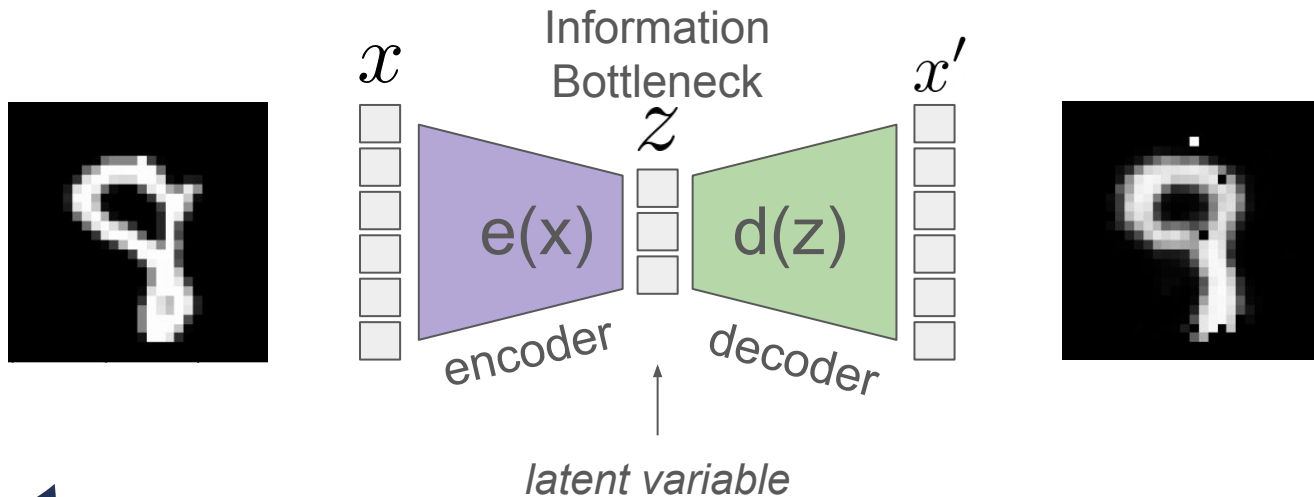 Information
Bottleneck
x
z
x′
e(x)
d(z)
encoder
decoder
latent variable